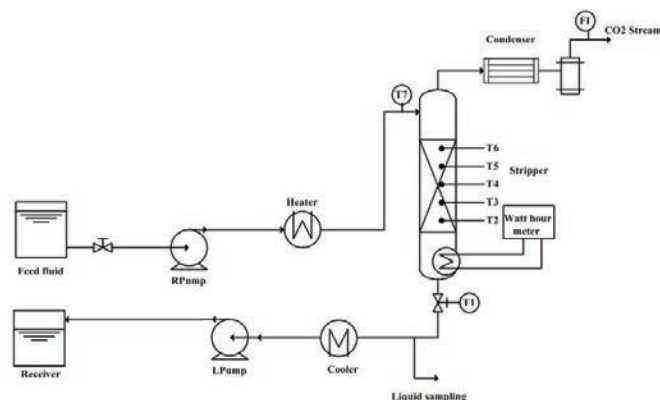 FI
CO2 Stream
Condenser
T7
T6
T5
Stripper
T4
T3
T2
Heater
Watt hour
meter
Feed fluid
RPump
T1
Receiver
LPump
Cooler
Liquid sampling